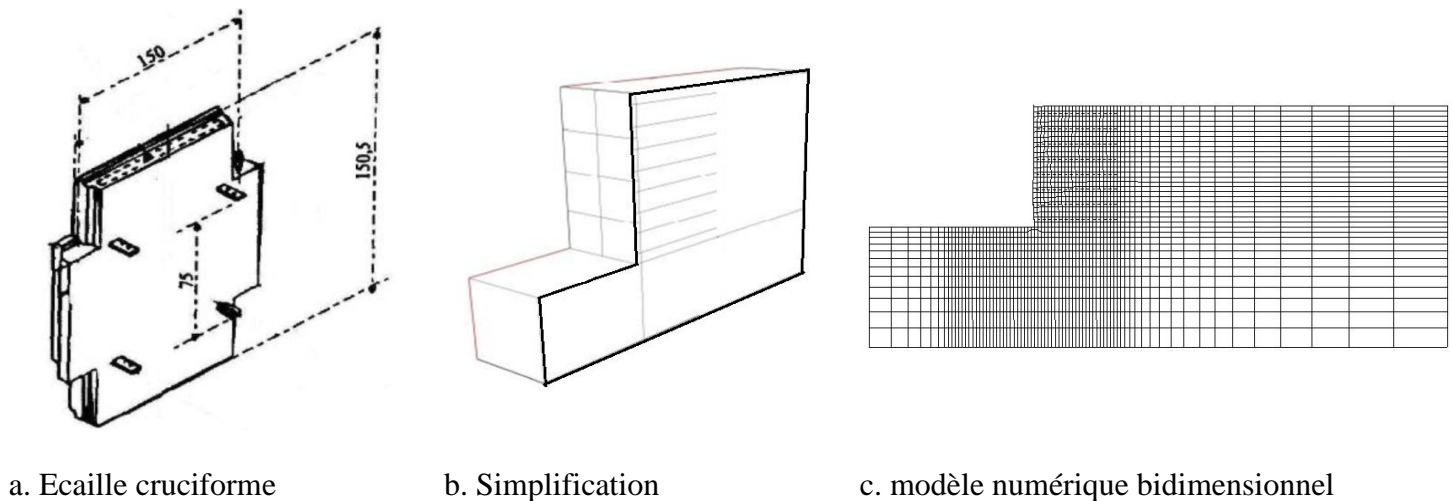 150
150,5
75
a. Ecaille cruciforme
b. Simplification
c. modèle numérique bidimensionnel